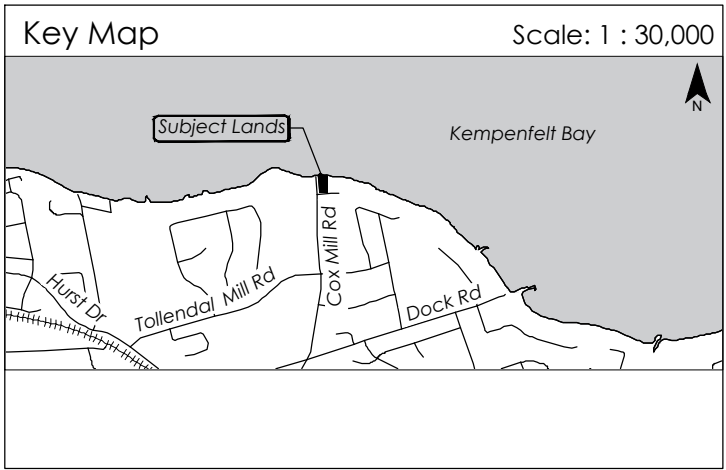 Key Map
Scale: 1 : 30,000
N
Subject Lands
Kempenfelt Bay
Cox Mill Rd
Hurst Dr
Tollendal Mill Rd
Dock Rd